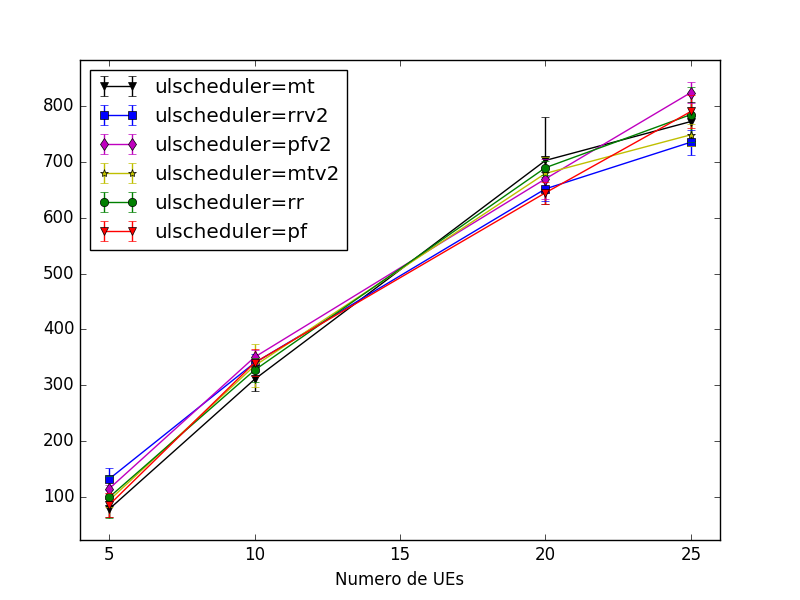 ulscheduler=mt
ulscheduler=rrv2
ulscheduler=pfv2
ulscheduler=mtv2
ulscheduler=rr
ulscheduler=pf
800
700
600
500
400
300
200
100
5 10 15 20 25
Numero de UEs